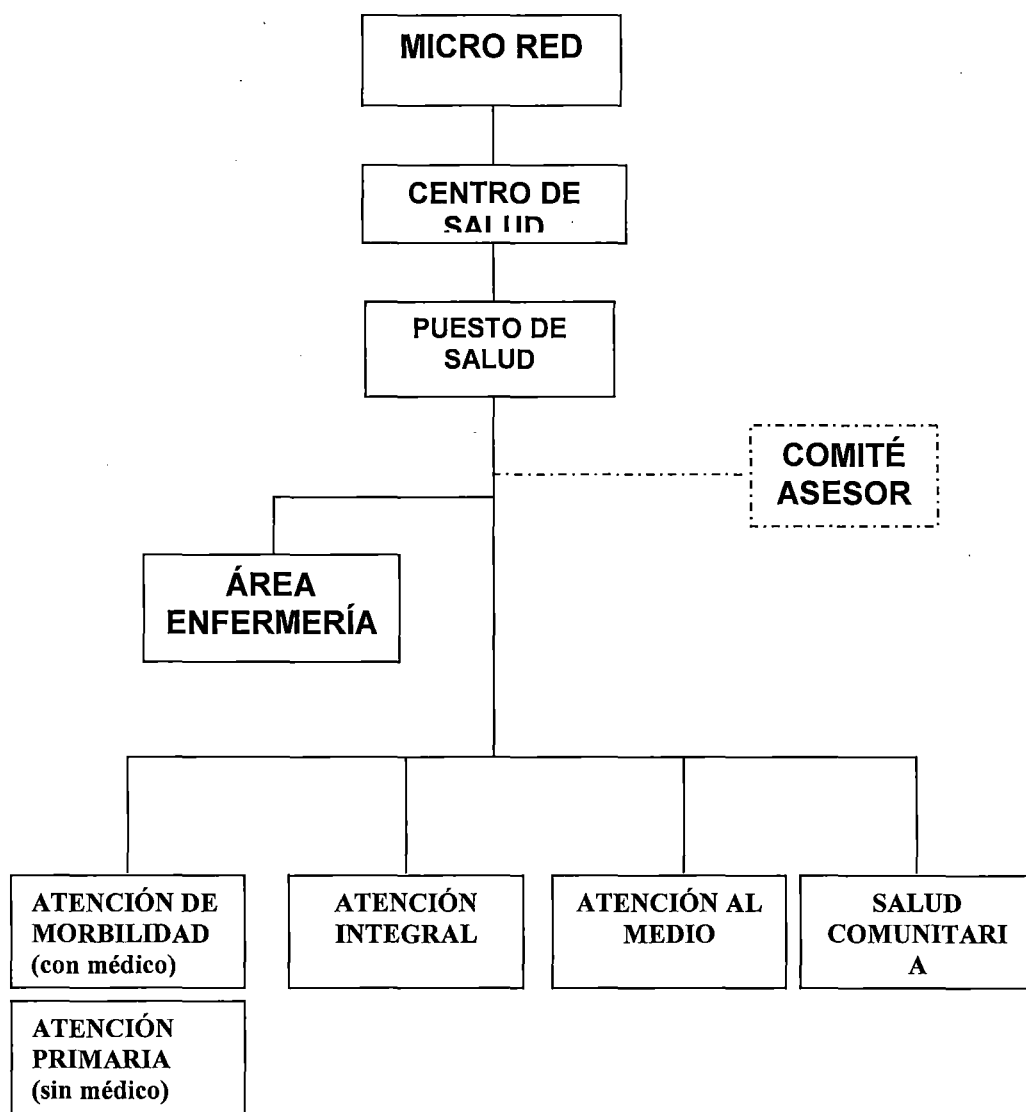 MICRO RED
CENTRO DE
SALUD
PUESTO DE
SALUD
COMITÉ
ASESOR
ÁREA
ENFERMERÍA
ATENCIÓN DE
MORBILIDAD
(con médico)
ATENCIÓN
INTEGRAL
ATENCIÓN AL
MEDIO
SALUD
COMUNITARI
A
ATENCIÓN
PRIMARIA
(sin médico)